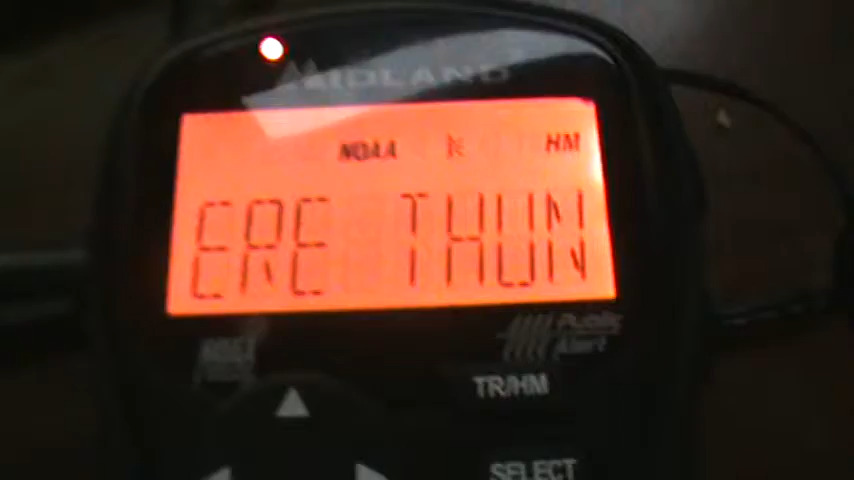 MIDLAND
NOAA HM
ERE THUN
Public
Alert
TR/HM
SELECT